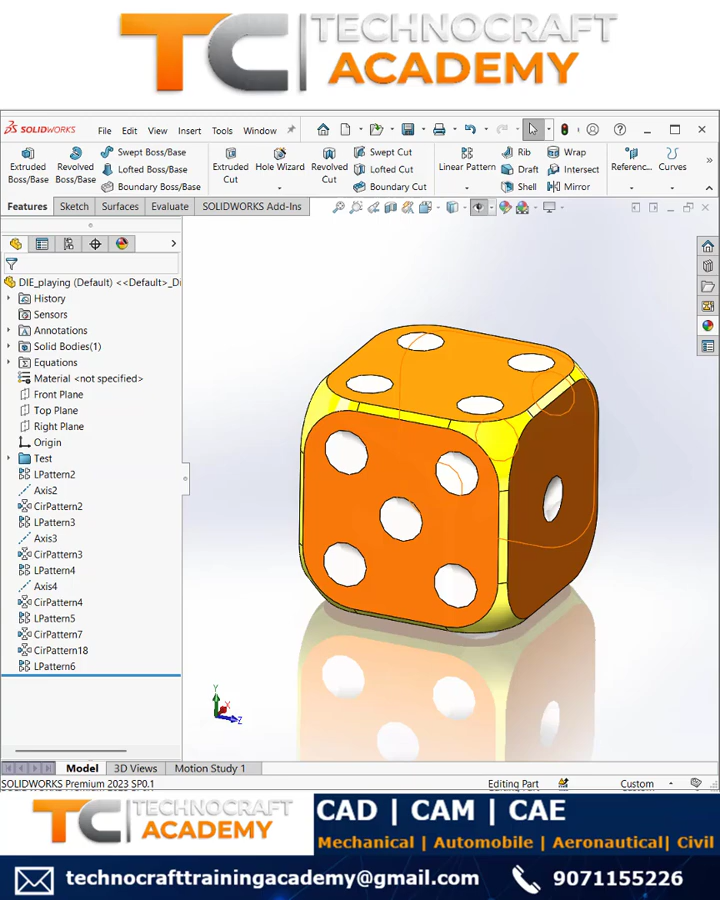 TC TECHNOCRAFT
ACADEMY
SOLIDWORKS File Edit View Insert Tools Window
Extruded Boss/Base Revolved Boss/Base Swept Boss/Base Lofted Boss/Base Boundary Boss/Base Extruded Cut Hole Wizard Revolved Cut Swept Cut Lofted Cut Boundary Cut Linear Pattern Rib Draft Shell Wrap Intersect Mirror Referenc... Curves
Features Sketch Surfaces Evaluate SOLIDWORKS Add-Ins
DIE_playing (Default) <<Default>_Di
History
Sensors
Annotations
Solid Bodies(1)
Equations
Material <not specified>
Front Plane
Top Plane
Right Plane
Origin
Test
LPattern2
Axis2
CirPattern2
LPattern3
Axis3
CirPattern3
LPattern4
Axis4
CirPattern4
LPattern5
CirPattern7
CirPattern18
LPattern6
Y
X
Z
Model 3D Views Motion Study 1
SOLIDWORKS Premium 2023 SP0.1 Editing Part Custom
TC TECHNOCRAFT
ACADEMY
CAD | CAM | CAE
Mechanical | Automobile | Aeronautical| Civil
technocrafttrainingacademy@gmail.com 9071155226